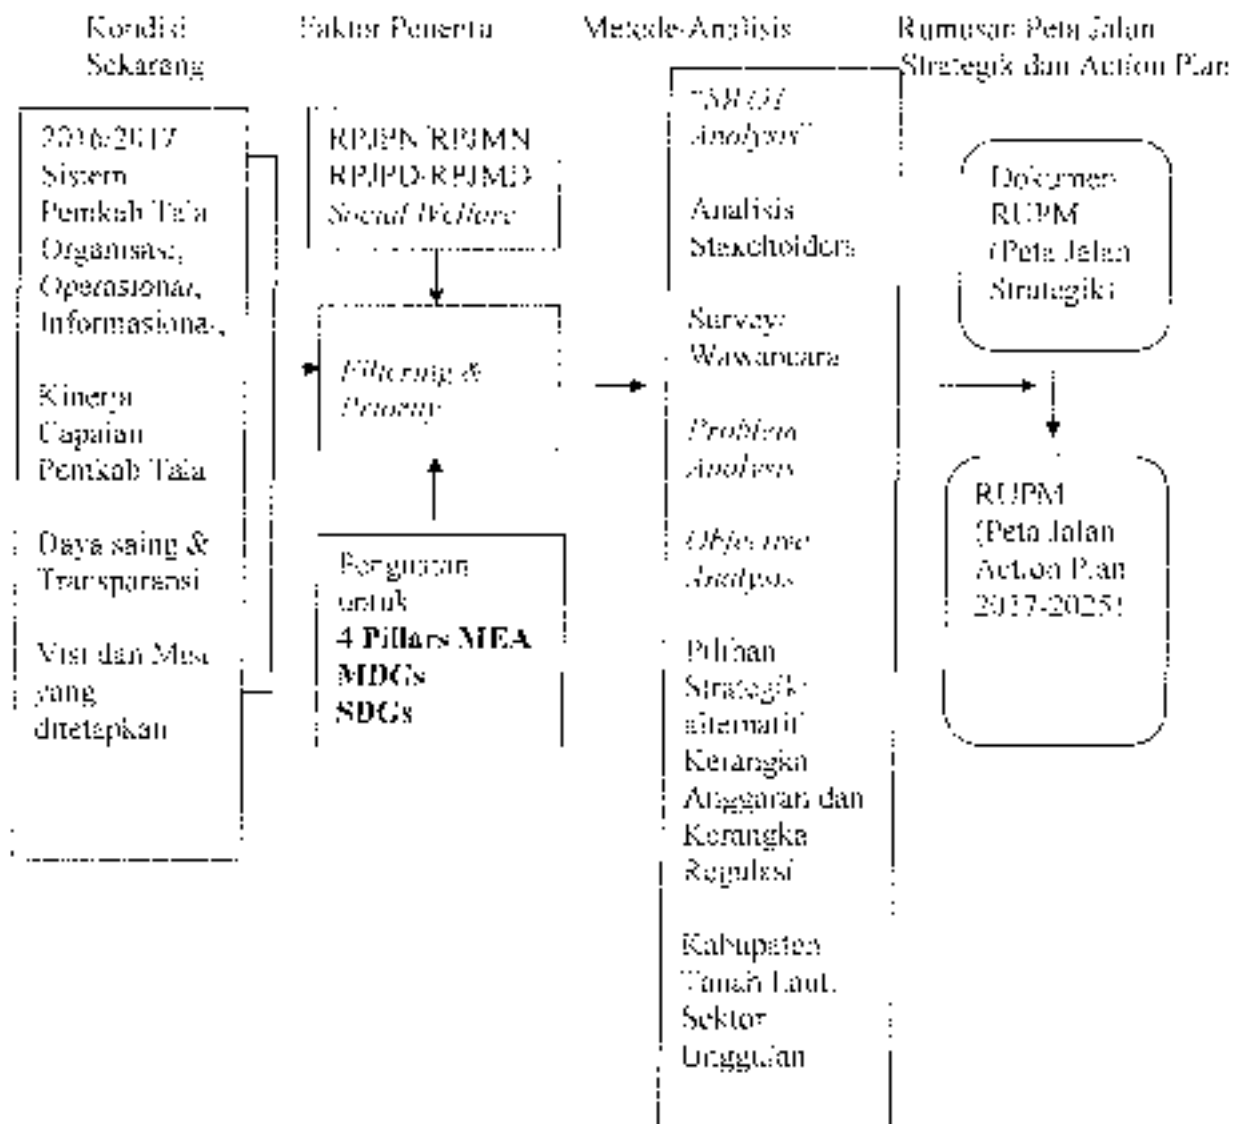 Kondisi
Sekarang
Faktor Penentu
Metode Analisis
Rumusan Peta Jalan
Strategik dan Action Plan
2016/2017
Sistem
Pemkab Tala
Organisasi,
Operasional,
Informasional,
Kinerja
Capaian
Pemkab Tala
Daya saing &
Transparansi
Visi dan Misi
yang
ditetapkan
RPJPN/RPJMN
RPJPD-RPJMD
Social Welfare
Filtering &
Priority
Penguatan
untuk
4 Pillars MEA
MDGs
SDGs
"SWOT
Analysis"
Analisis
Stakeholders
Survey:
Wawancara
Problem
Analysis
Objective
Analysis
Pilihan
Strategik:
alternatif
Kerangka
Anggaran dan
Kerangka
Regulasi
Kabupaten
Tanah Laut:
Sektor
Unggulan
Dokumen
RUPM
(Peta Jalan
Strategik)
RUPM
(Peta Jalan
Action Plan
2017-2025)